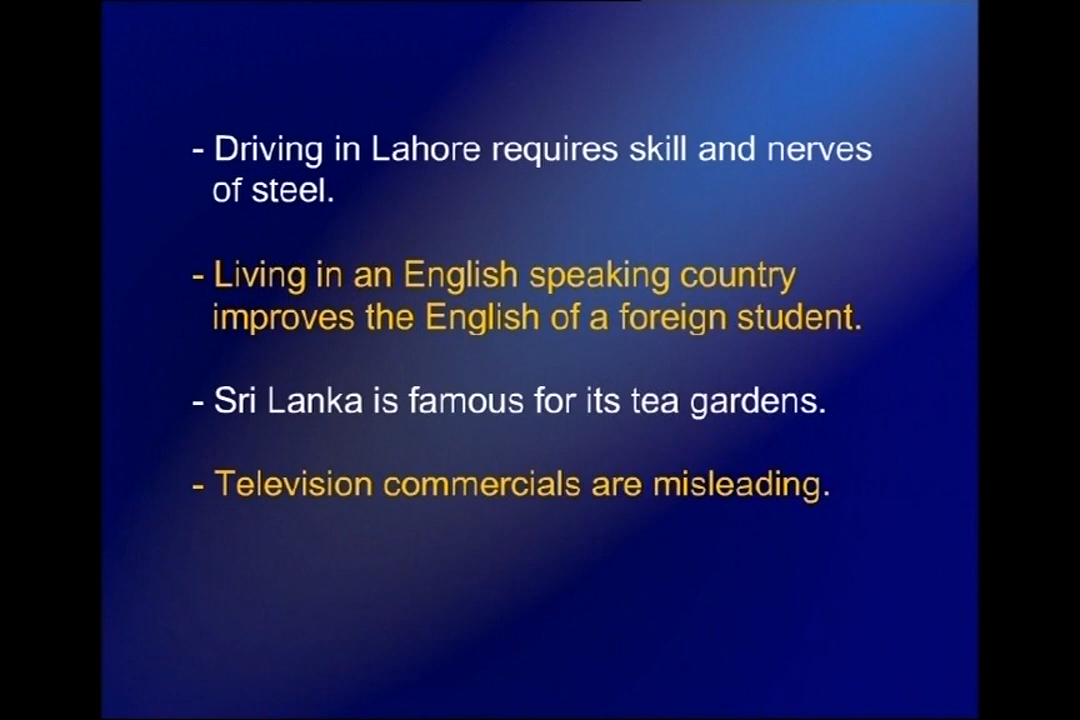 - Driving in Lahore requires skill and nerves
of steel.
- Living in an English speaking country
improves the English of a foreign student.
- Sri Lanka is famous for its tea gardens.
- Television commercials are misleading.